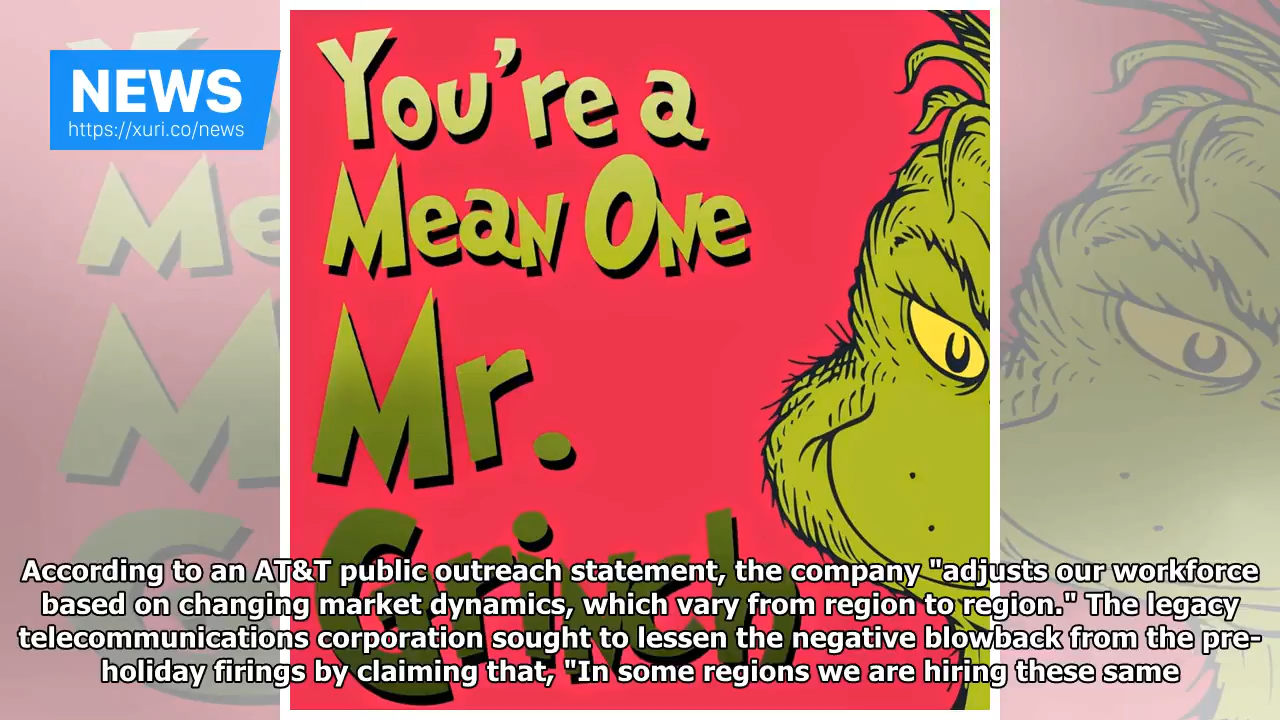 NEWS
https://xuri.co/news
You're a
Mean One
Mr.
Grinch
According to an AT&T public outreach statement, the company "adjusts our workforce
based on changing market dynamics, which vary from region to region." The legacy
telecommunications corporation sought to lessen the negative blowback from the pre-
holiday firings by claiming that, "In some regions we are hiring these same